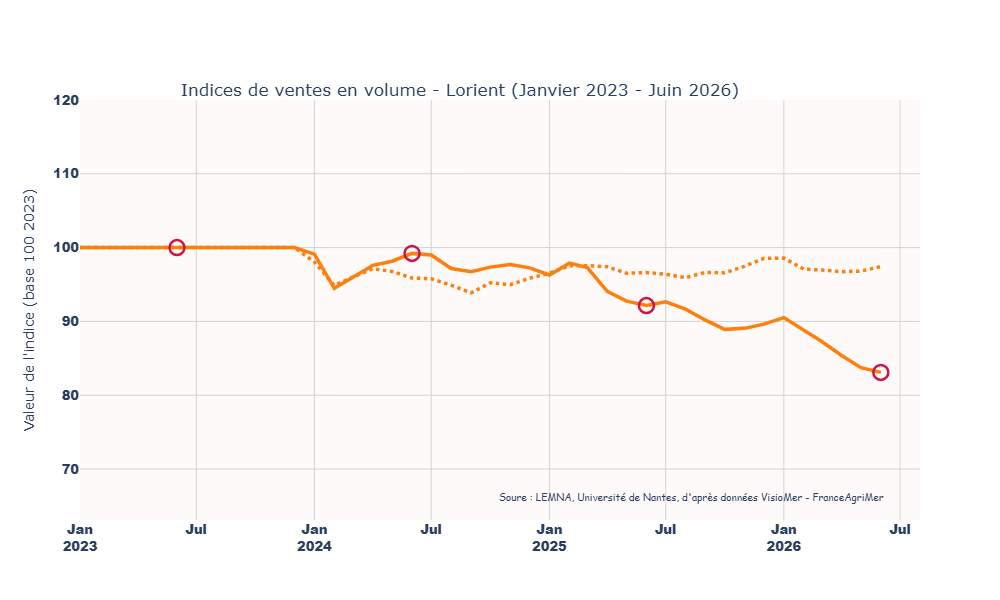 Indices de ventes en volume - Lorient (Janvier 2023 - Juin 2026)
Valeur de l'indice (base 100 2023)
120
110
100
90
80
70
Soure : LEMNA, Université de Nantes, d'après données VisioMer - FranceAgriMer
Jan Jul Jan Jul Jan Jul Jan Jul
2023 2024 2025 2026